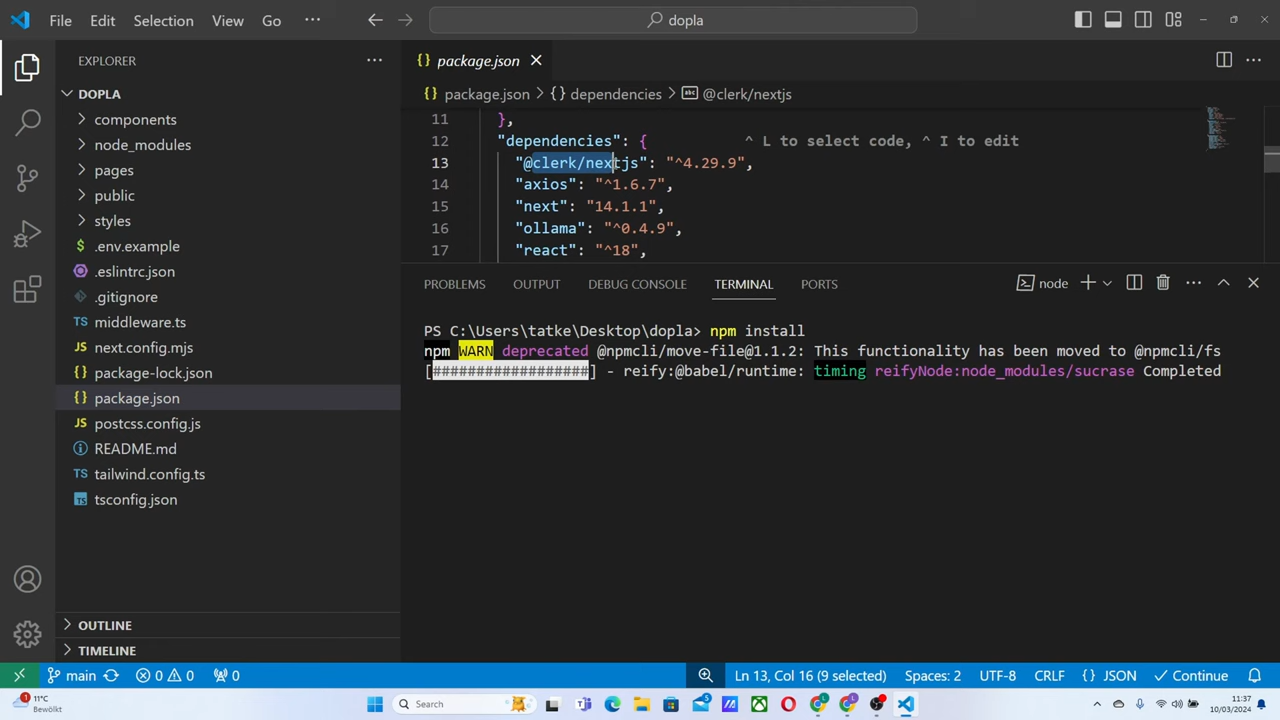 File Edit Selection View Go ··· dopla
EXPLORER
DOPLA
components
node_modules
pages
public
styles
.env.example
.eslintrc.json
.gitignore
TS middleware.ts
JS next.config.mjs
{} package-lock.json
{} package.json
JS postcss.config.js
README.md
TS tailwind.config.ts
tsconfig.json
OUTLINE
TIMELINE
{} package.json
{} package.json > {} dependencies > abc @clerk/nextjs
11 },
12 "dependencies": { ^ L to select code, ^ I to edit
13 "@clerk/nextjs": "^4.29.9",
14 "axios": "^1.6.7",
15 "next": "14.1.1",
16 "ollama": "^0.4.9",
17 "react": "^18",
PROBLEMS OUTPUT DEBUG CONSOLE TERMINAL PORTS node
PS C:\Users\tatke\Desktop\dopla> npm install
npm WARN deprecated @npmcli/move-file@1.1.2: This functionality has been moved to @npmcli/fs
[##################] - reify:@babel/runtime: timing reifyNode:node_modules/sucrase Completed
main 0 0 0 Ln 13, Col 16 (9 selected) Spaces: 2 UTF-8 CRLF {} JSON Continue
11°C
Bewölkt
Search
11:37
10/03/2024